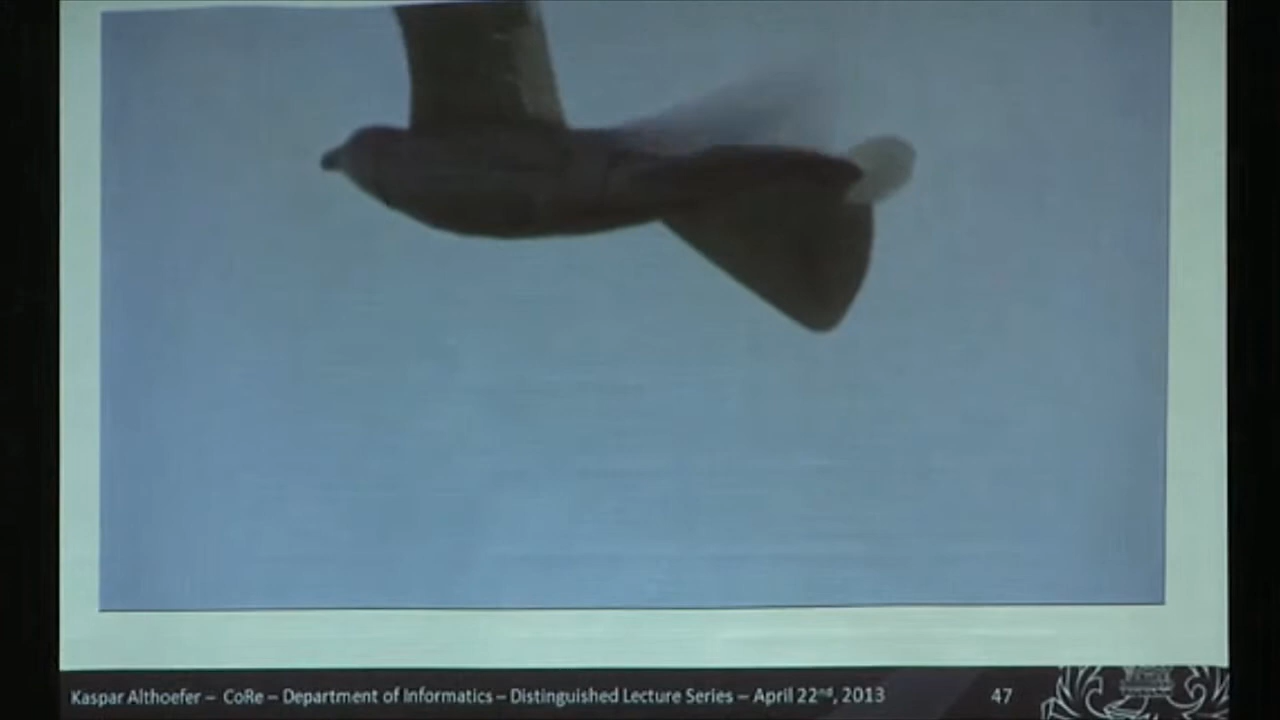 Kaspar Althoefer – CoRe – Department of Informatics – Distinguished Lecture Series – April 22nd, 2013 47